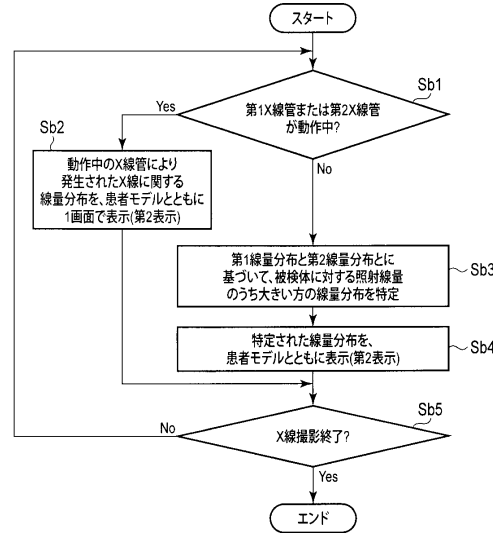 スタート
Sb1
第1X線管または第2X線管
が動作中?
Yes
Sb2
動作中のX線管により
発生されたX線に関する
線量分布を、患者モデルとともに
1画面で表示(第2表示)
No
第1線量分布と第2線量分布とに
基づいて、被検体に対する照射線量
のうち大きい方の線量分布を特定
Sb3
特定された線量分布を、
患者モデルとともに表示(第2表示)
Sb4
Sb5
No
X線撮影終了?
Yes
エンド